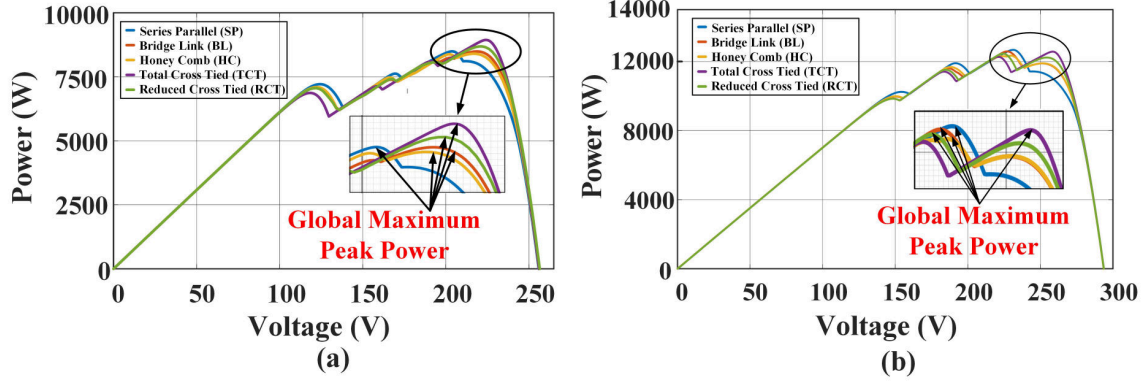 10000
7500
5000
2500
0
Power (W)
Series Parallel (SP)
Bridge Link (BL)
Honey Comb (HC)
Total Cross Tied (TCT)
Reduced Cross Tied (RCT)
Global Maximum
Peak Power
0 50 100 150 200 250
Voltage (V)
(a)
14000
12000
8000
4000
0
Power (W)
Series Parallel (SP)
Bridge Link (BL)
Honey Comb (HC)
Total Cross Tied (TCT)
Reduced Cross Tied (RCT)
Global Maximum
Peak Power
0 50 100 150 200 250 300
Voltage (V)
(b)